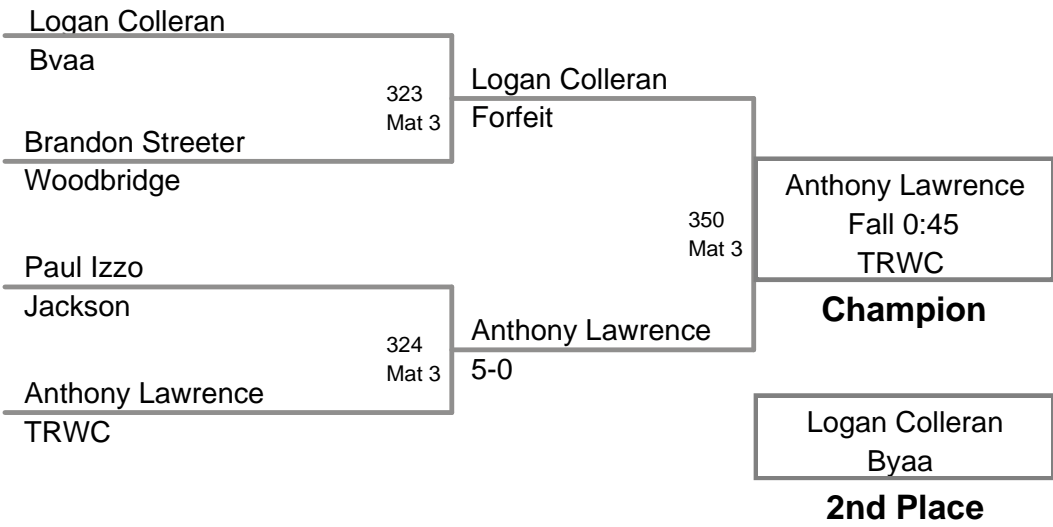 Logan Colleran
Bvaa
323
Mat 3
Logan Colleran
Forfeit
Brandon Streeter
Woodbridge
Anthony Lawrence
Fall 0:45
TRWC
Champion
350
Mat 3
Paul Izzo
Jackson
324
Mat 3
Anthony Lawrence
5-0
Anthony Lawrence
TRWC
Logan Colleran
Byaa
2nd Place